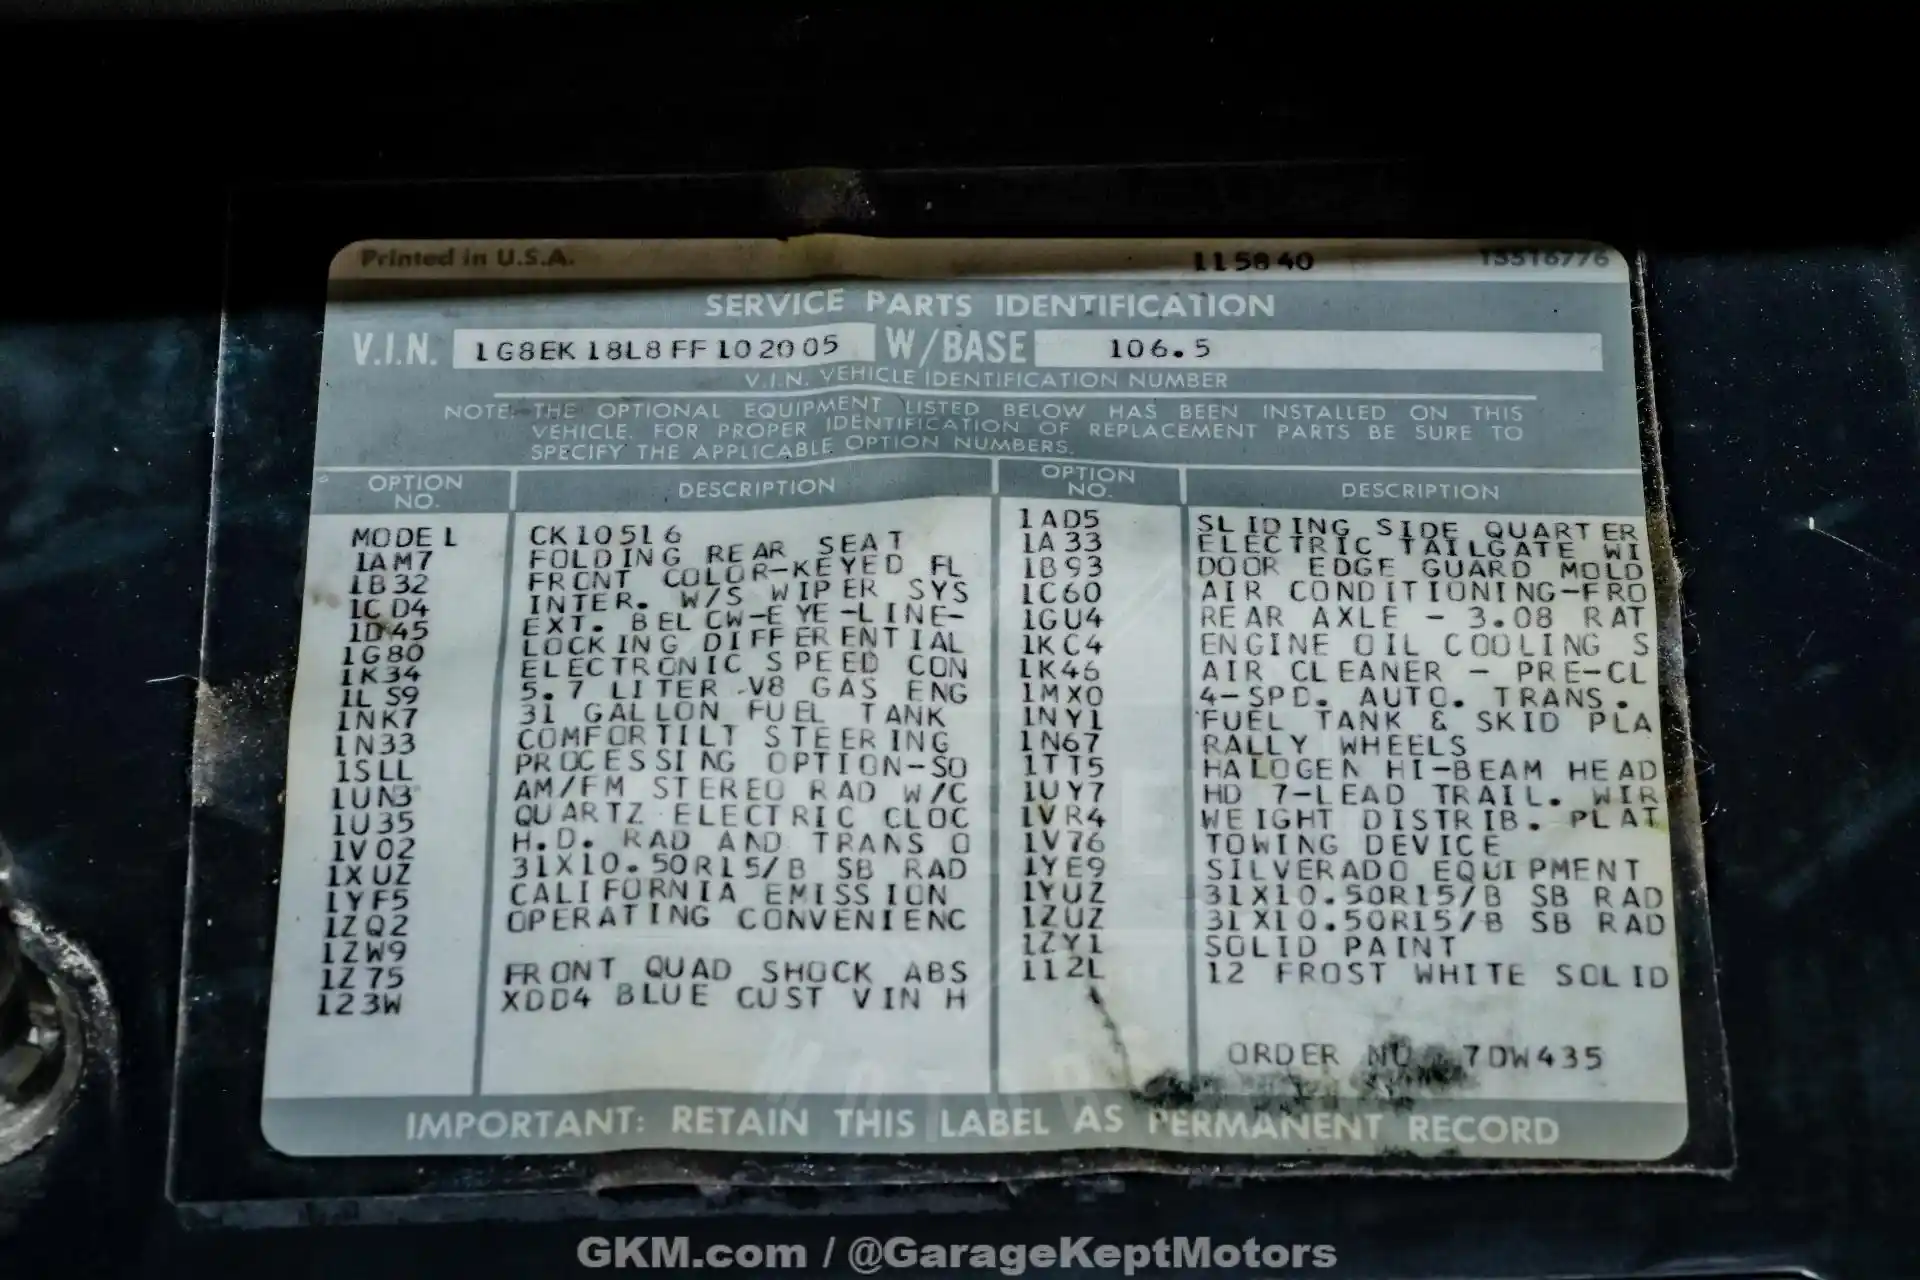 Printed in U.S.A. 115840 15516776
SERVICE PARTS IDENTIFICATION
V.I.N. 1G8EK18L8FF102005 W/BASE 106.5
V.I.N. VEHICLE IDENTIFICATION NUMBER
NOTE: THE OPTIONAL EQUIPMENT LISTED BELOW HAS BEEN INSTALLED ON THIS
VEHICLE. FOR PROPER IDENTIFICATION OF REPLACEMENT PARTS BE SURE TO
SPECIFY THE APPLICABLE OPTION NUMBERS.
OPTION NO. DESCRIPTION
MODEL CK10516
1AM7 FOLDING REAR SEAT
1B32 FRONT COLOR-KEYED FL
1CD4 INTER. W/S WIPER SYS
1D45 EXT. BELOW-EYE-LINE-
1G80 LOCKING DIFFERENTIAL
1K34 ELECTRONIC SPEED CON
1LS9 5.7 LITER V8 GAS ENG
1NK7 31 GALLON FUEL TANK
1N33 COMFORTILT STEERING
1SLL PROCESSING OPTION-SO
1UN3 AM/FM STEREO RAD W/C
1U35 QUARTZ ELECTRIC CLOC
1V02 H.D. RAD AND TRANS O
1XUZ 31X10.50R15/B SB RAD
1YF5 CALIFORNIA EMISSION
1ZQ2 OPERATING CONVENIENC
1ZW9
1Z75 FRONT QUAD SHOCK ABS
123W XDD4 BLUE CUST VIN H
OPTION NO. DESCRIPTION
1AD5 SLIDING SIDE QUARTER
1A33 ELECTRIC TAILGATE WI
1B93 DOOR EDGE GUARD MOLD
1C60 AIR CONDITIONING-FRO
1GU4 REAR AXLE - 3.08 RAT
1KC4 ENGINE OIL COOLING S
1K46 AIR CLEANER - PRE-CL
1MX0 4-SPD. AUTO. TRANS.
1NY1 FUEL TANK & SKID PLA
1N67 RALLY WHEELS
1TT5 HALOGEN HI-BEAM HEAD
1UY7 HD 7-LEAD TRAIL. WIR
1VR4 WEIGHT DISTRIB. PLAT
1V76 TOWING DEVICE
1YE9 SILVERADO EQUIPMENT
1YUZ 31X10.50R15/B SB RAD
1ZUZ 31X10.50R15/B SB RAD
1ZY1 SOLID PAINT
112L 12 FROST WHITE SOLID
ORDER NO 7DW435
IMPORTANT: RETAIN THIS LABEL AS PERMANENT RECORD
GKM.com / @GarageKeptMotors